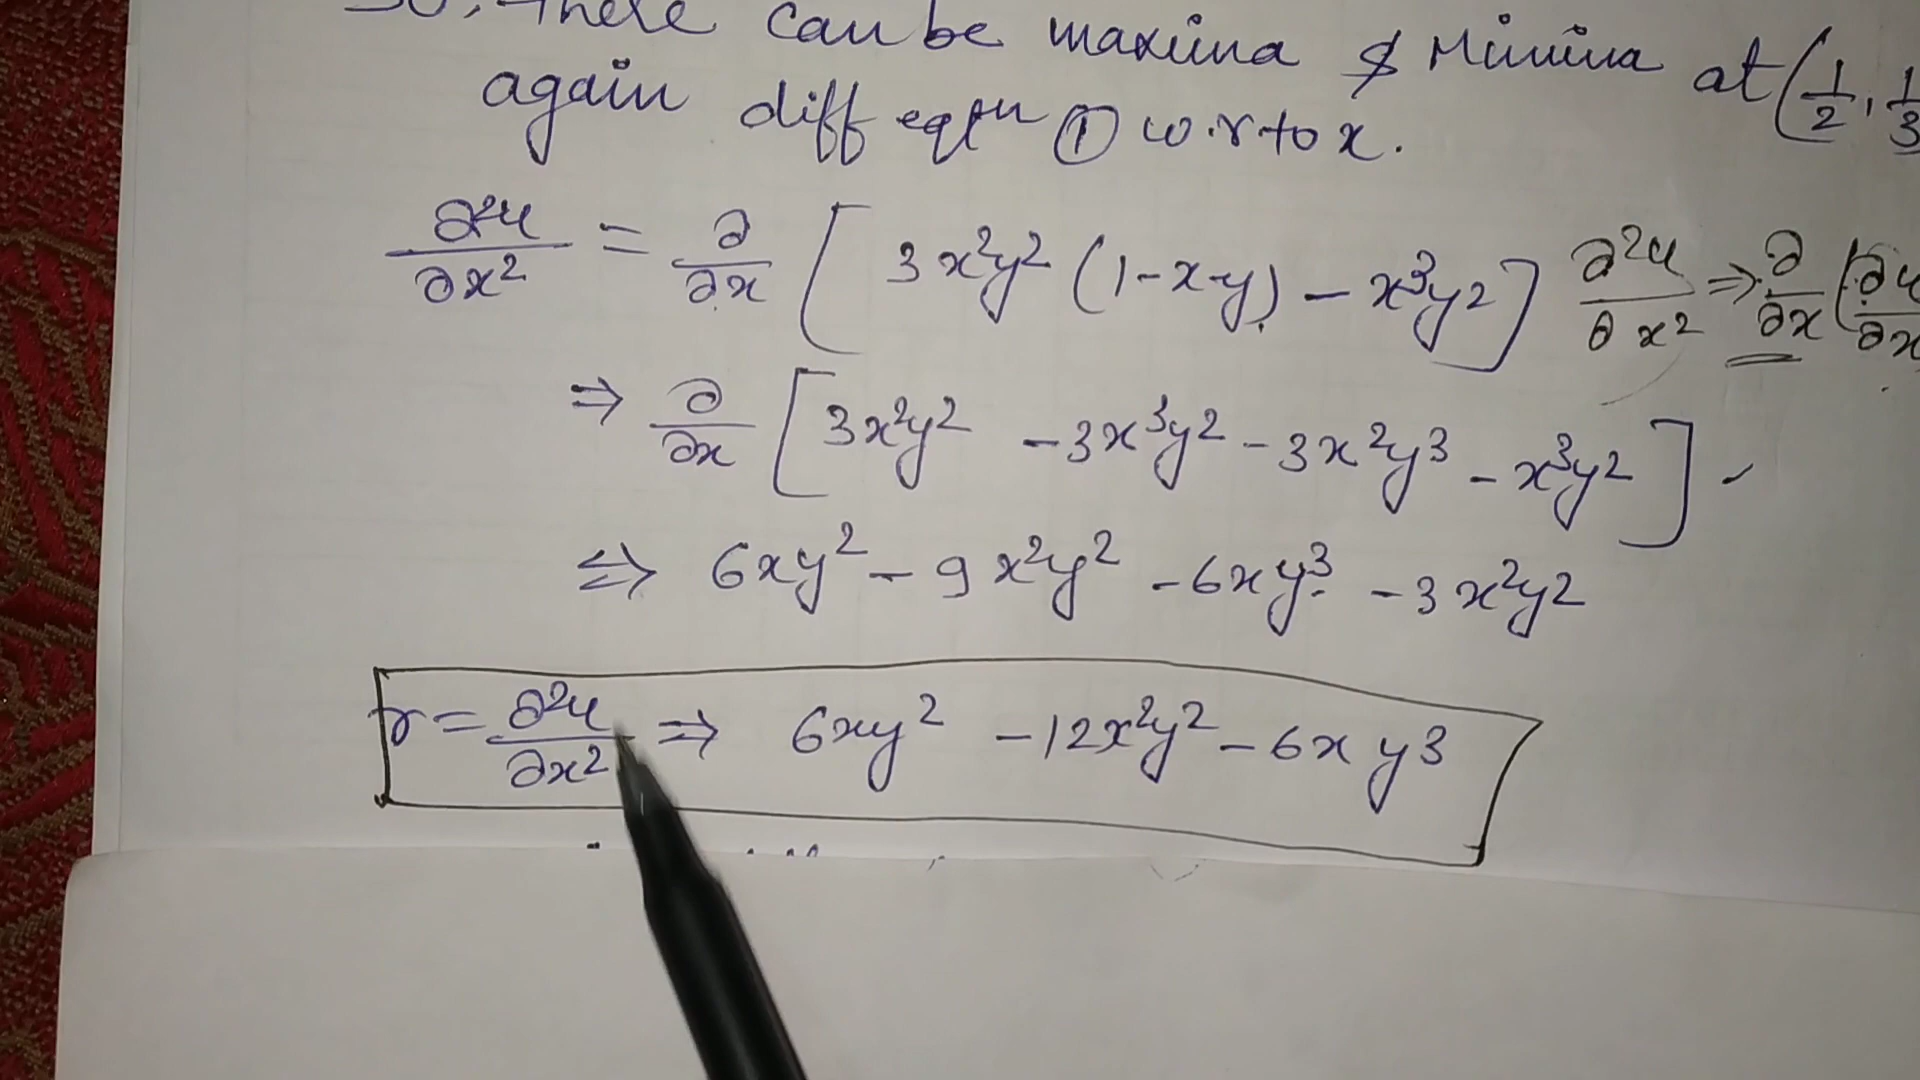 So, There can be maxima & Minima at (1/2, 1/3
again diff eqⁿ ① w.r to x.
∂²u/∂x² = ∂/∂x [ 3x²y² (1-x-y) - x³y² ] ∂²u/∂x² ⇒ ∂/∂x (∂u/∂x
⇒ ∂/∂x [ 3x²y² - 3x³y² - 3x²y³ - x³y² ]
⇒ 6xy² - 9x²y² - 6xy³ - 3x²y²
r = ∂²u/∂x² ⇒ 6xy² - 12x²y² - 6xy³